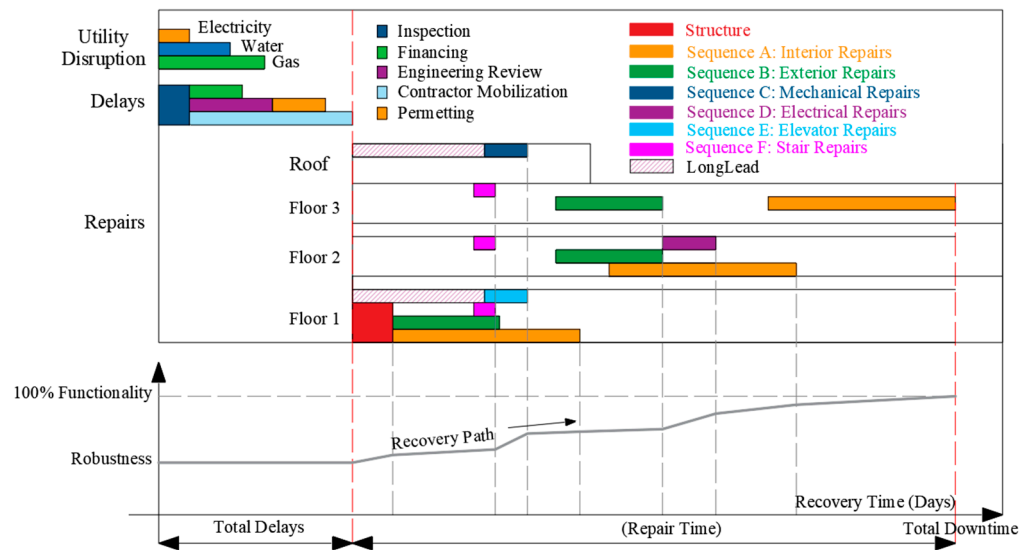 Utility
Disruption
Electricity
Water
Gas
Delays
Inspection
Financing
Engineering Review
Contractor Mobilization
Permetting
Structure
Sequence A: Interior Repairs
Sequence B: Exterior Repairs
Sequence C: Mechanical Repairs
Sequence D: Electrical Repairs
Sequence E: Elevator Repairs
Sequence F: Stair Repairs
LongLead
Repairs
Roof
Floor 3
Floor 2
Floor 1
100% Functionality
Robustness
Recovery Path
Recovery Time (Days)
Total Delays
(Repair Time)
Total Downtime